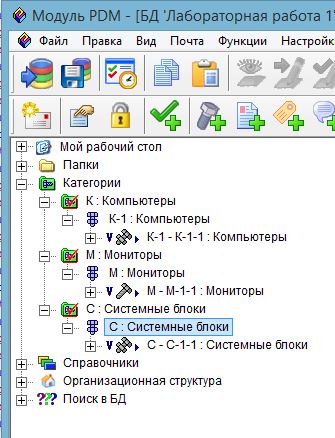 Модуль PDM - [БД 'Лабораторная работа 1'
Файл Правка Вид Почта Функции Настройк
Мой рабочий стол
Папки
Категории
К : Компьютеры
К-1 : Компьютеры
К-1 - К-1-1 : Компьютеры
М : Мониторы
М : Мониторы
М - М-1-1 : Мониторы
С : Системные блоки
С : Системные блоки
С - С-1-1 : Системные блоки
Справочники
Организационная структура
??? Поиск в БД